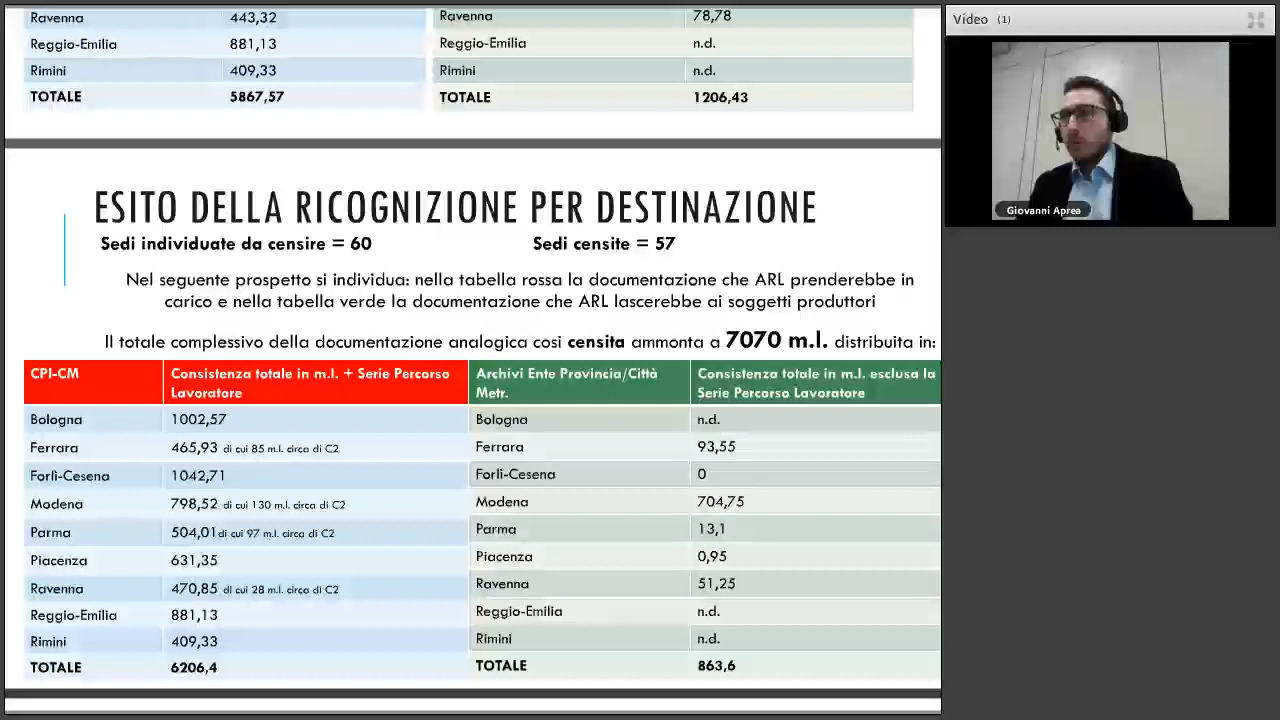 Ravenna 443,32
Reggio-Emilia 881,13
Rimini 409,33
TOTALE 5867,57
Ravenna 78,78
Reggio-Emilia n.d.
Rimini n.d.
TOTALE 1206,43
ESITO DELLA RICOGNIZIONE PER DESTINAZIONE
Sedi individuate da censire = 60 Sedi censite = 57
Nel seguente prospetto si individua: nella tabella rossa la documentazione che ARL prenderebbe in
carico e nella tabella verde la documentazione che ARL lascerebbe ai soggetti produttori
Il totale complessivo della documentazione analogica così censita ammonta a 7070 m.l. distribuita in:
CPI-CM Consistenza totale in m.l. + Serie Percorso
Lavoratore
Bologna 1002,57
Ferrara 465,93 di cui 85 m.l. circa di C2
Forlì-Cesena 1042,71
Modena 798,52 di cui 130 m.l. circa di C2
Parma 504,01 di cui 97 m.l. circa di C2
Piacenza 631,35
Ravenna 470,85 di cui 28 m.l. circa di C2
Reggio-Emilia 881,13
Rimini 409,33
TOTALE 6206,4
Archivi Ente Provincia/Città Consistenza totale in m.l. esclusa la
Metr. Serie Percorso Lavoratore
Bologna n.d.
Ferrara 93,55
Forlì-Cesena 0
Modena 704,75
Parma 13,1
Piacenza 0,95
Ravenna 51,25
Reggio-Emilia n.d.
Rimini n.d.
TOTALE 863,6
Video (1)
Giovanni Aprea